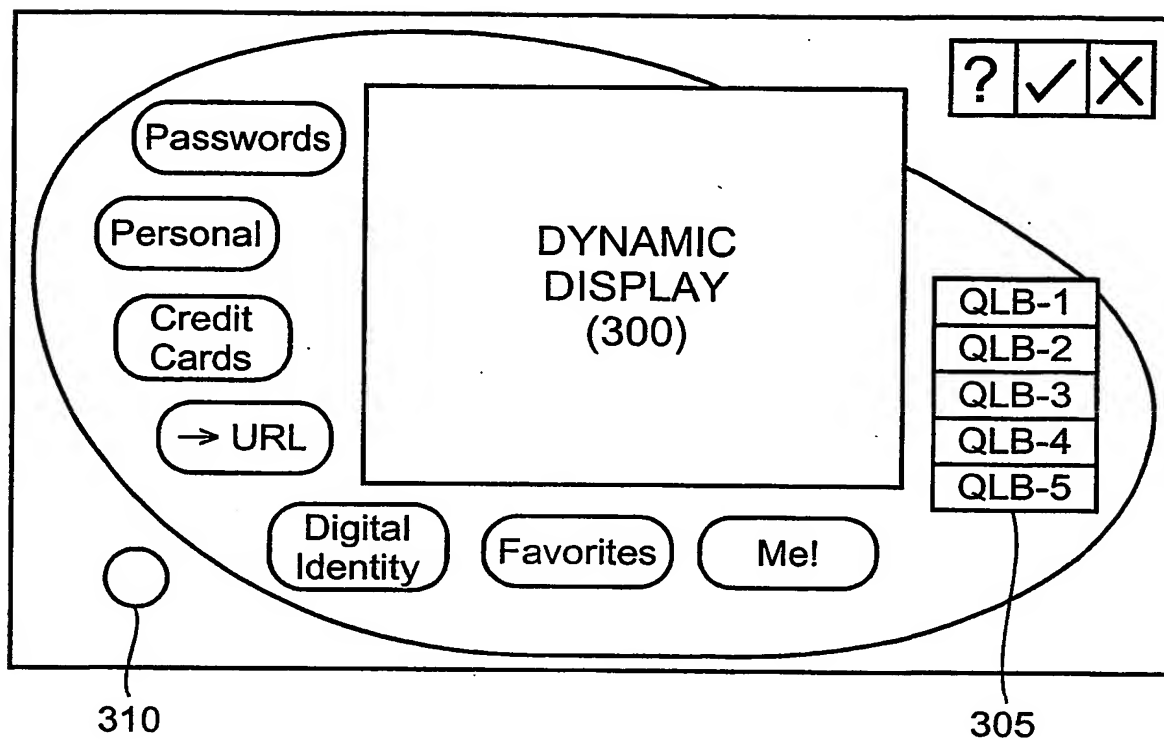 ? ✓ X
Passwords
Personal
Credit
Cards
→ URL
Digital
Identity
Favorites
Me!
DYNAMIC
DISPLAY
(300)
QLB-1
QLB-2
QLB-3
QLB-4
QLB-5
310
305